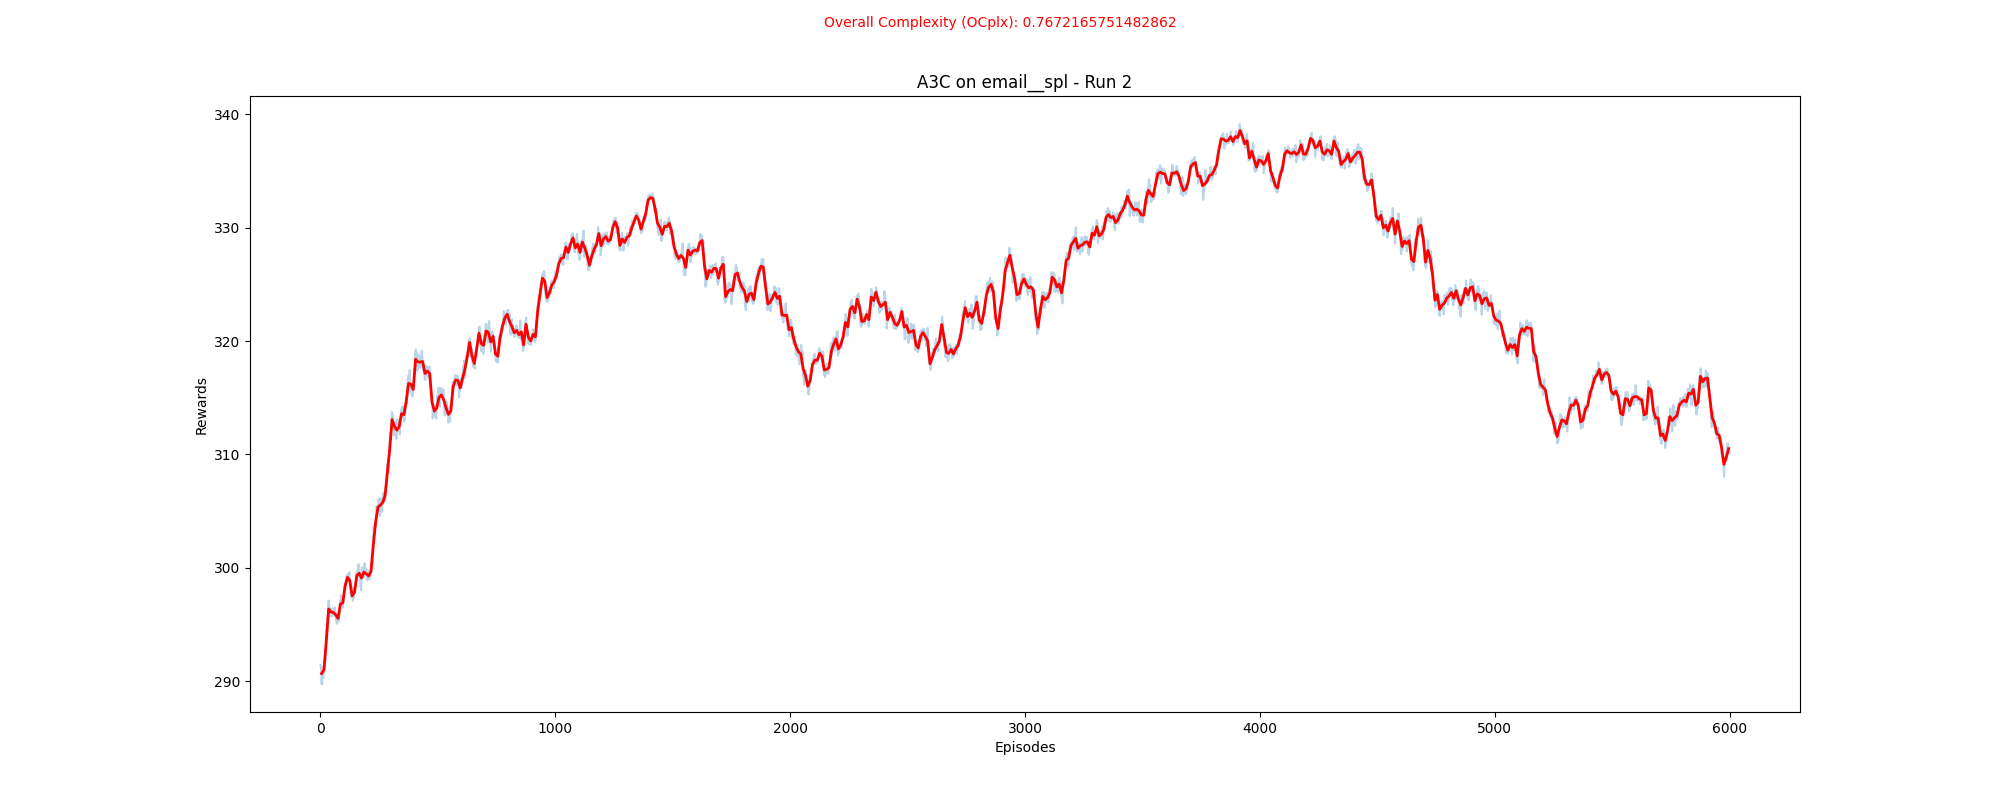 Overall Complexity (OCplx): 0.7672165751482862
A3C on email__spl - Run 2
340
330
320
310
300
290
Rewards
0 1000 2000 3000 4000 5000 6000
Episodes